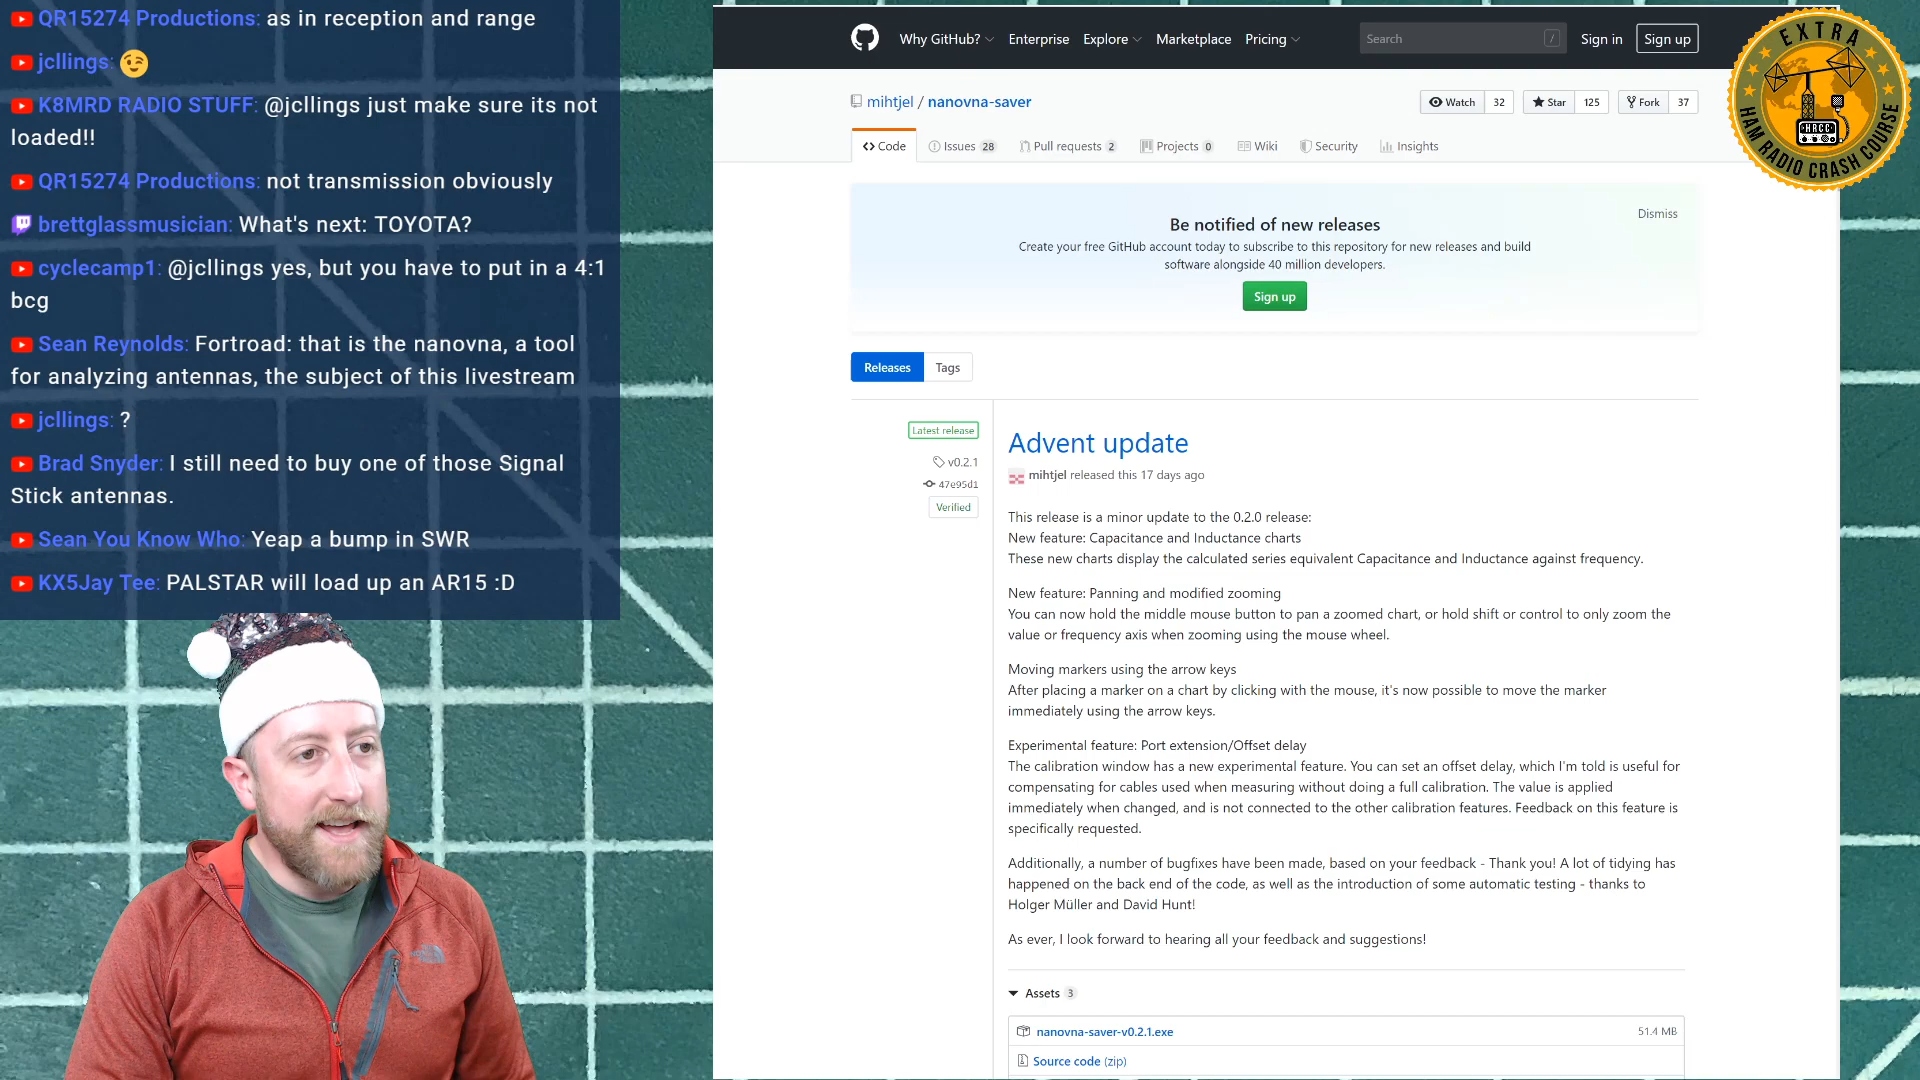 QR15274 Productions: as in reception and range
jcllings: 😉
K8MRD RADIO STUFF: @jcllings just make sure its not
loaded!!
QR15274 Productions: not transmission obviously
brettglassmusician: What's next: TOYOTA?
cyclecamp1: @jcllings yes, but you have to put in a 4:1
bcg
Sean Reynolds: Fortroad: that is the nanovna, a tool
for analyzing antennas, the subject of this livestream
jcllings: ?
Brad Snyder: I still need to buy one of those Signal
Stick antennas.
Sean You Know Who: Yeap a bump in SWR
KX5Jay Tee: PALSTAR will load up an AR15 :D
Why GitHub? Enterprise Explore Marketplace Pricing Search / Sign in Sign up
mihtjel / nanovna-saver Watch 32 Star 125 Fork 37
Code Issues 28 Pull requests 2 Projects 0 Wiki Security Insights
Dismiss
Be notified of new releases
Create your free GitHub account today to subscribe to this repository for new releases and build
software alongside 40 million developers.
Sign up
Releases Tags
Latest release
v0.2.1
47e95d1
Verified
Advent update
mihtjel released this 17 days ago
This release is a minor update to the 0.2.0 release:
New feature: Capacitance and Inductance charts
These new charts display the calculated series equivalent Capacitance and Inductance against frequency.
New feature: Panning and modified zooming
You can now hold the middle mouse button to pan a zoomed chart, or hold shift or control to only zoom the
value or frequency axis when zooming using the mouse wheel.
Moving markers using the arrow keys
After placing a marker on a chart by clicking with the mouse, it's now possible to move the marker
immediately using the arrow keys.
Experimental feature: Port extension/Offset delay
The calibration window has a new experimental feature. You can set an offset delay, which I'm told is useful for
compensating for cables used when measuring without doing a full calibration. The value is applied
immediately when changed, and is not connected to the other calibration features. Feedback on this feature is
specifically requested.
Additionally, a number of bugfixes have been made, based on your feedback - Thank you! A lot of tidying has
happened on the back end of the code, as well as the introduction of some automatic testing - thanks to
Holger Müller and David Hunt!
As ever, I look forward to hearing all your feedback and suggestions!
Assets 3
nanovna-saver-v0.2.1.exe 51.4 MB
Source code (zip)
EXTRA
HRCC
HAM RADIO CRASH COURSE